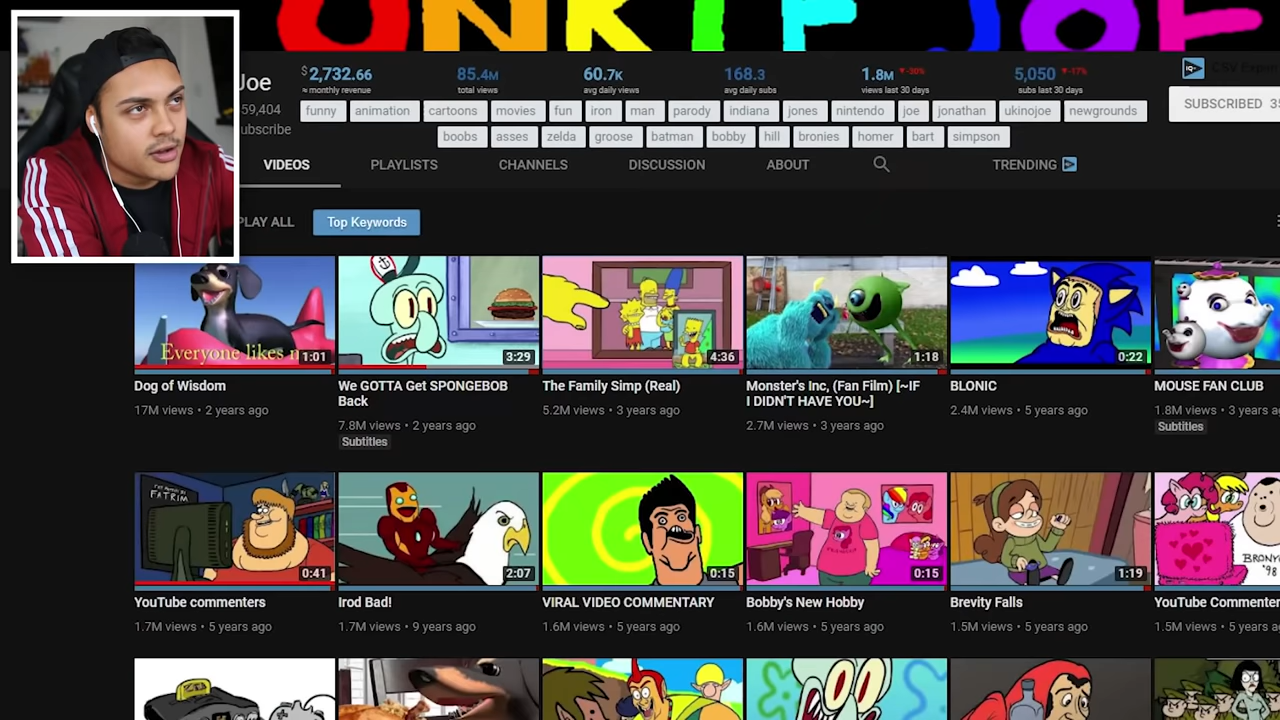 ONKIE JOE
Joe
$2,732.66
≈ monthly revenue
85.4M
total views
60.7K
avg daily views
168.3
avg daily subs
1.8M ▼-30%
views last 30 days
5,050 ▼-17%
subs last 30 days
IQ
59,404
ubscribe
SUBSCRIBED
funny animation cartoons movies fun iron man parody indiana jones nintendo joe jonathan ukinojoe newgrounds
boobs asses zelda groose batman bobby hill bronies homer bart simpson
VIDEOS PLAYLISTS CHANNELS DISCUSSION ABOUT TRENDING
PLAY ALL Top Keywords
Everyone likes m
1:01
3:29
4:36
1:18
0:22
Dog of Wisdom
17M views • 2 years ago
We GOTTA Get SPONGEBOB
Back
7.8M views • 2 years ago
Subtitles
The Family Simp (Real)
5.2M views • 3 years ago
Monster's Inc, (Fan Film) [~IF
I DIDN'T HAVE YOU~]
2.7M views • 3 years ago
BLONIC
2.4M views • 5 years ago
MOUSE FAN CLUB
1.8M views • 3 years a
Subtitles
FATRIM
0:41
2:07
0:15
0:15
1:19
BRONY
'98
YouTube commenters
1.7M views • 5 years ago
Irod Bad!
1.7M views • 9 years ago
VIRAL VIDEO COMMENTARY
1.6M views • 5 years ago
Bobby's New Hobby
1.6M views • 5 years ago
Brevity Falls
1.5M views • 5 years ago
YouTube Commenter
1.5M views • 5 years a